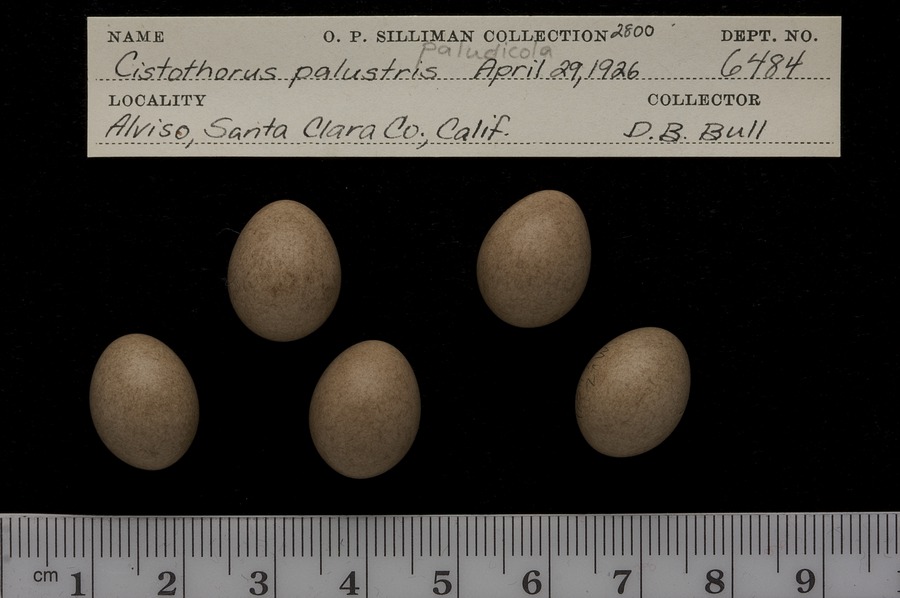 NAME O. P. SILLIMAN COLLECTION 2800 DEPT. NO.
paludicola
Cistothorus palustris April 29, 1926 6484
LOCALITY COLLECTOR
Alviso, Santa Clara Co., Calif. D. B. Bull
cm 1 2 3 4 5 6 7 8 9